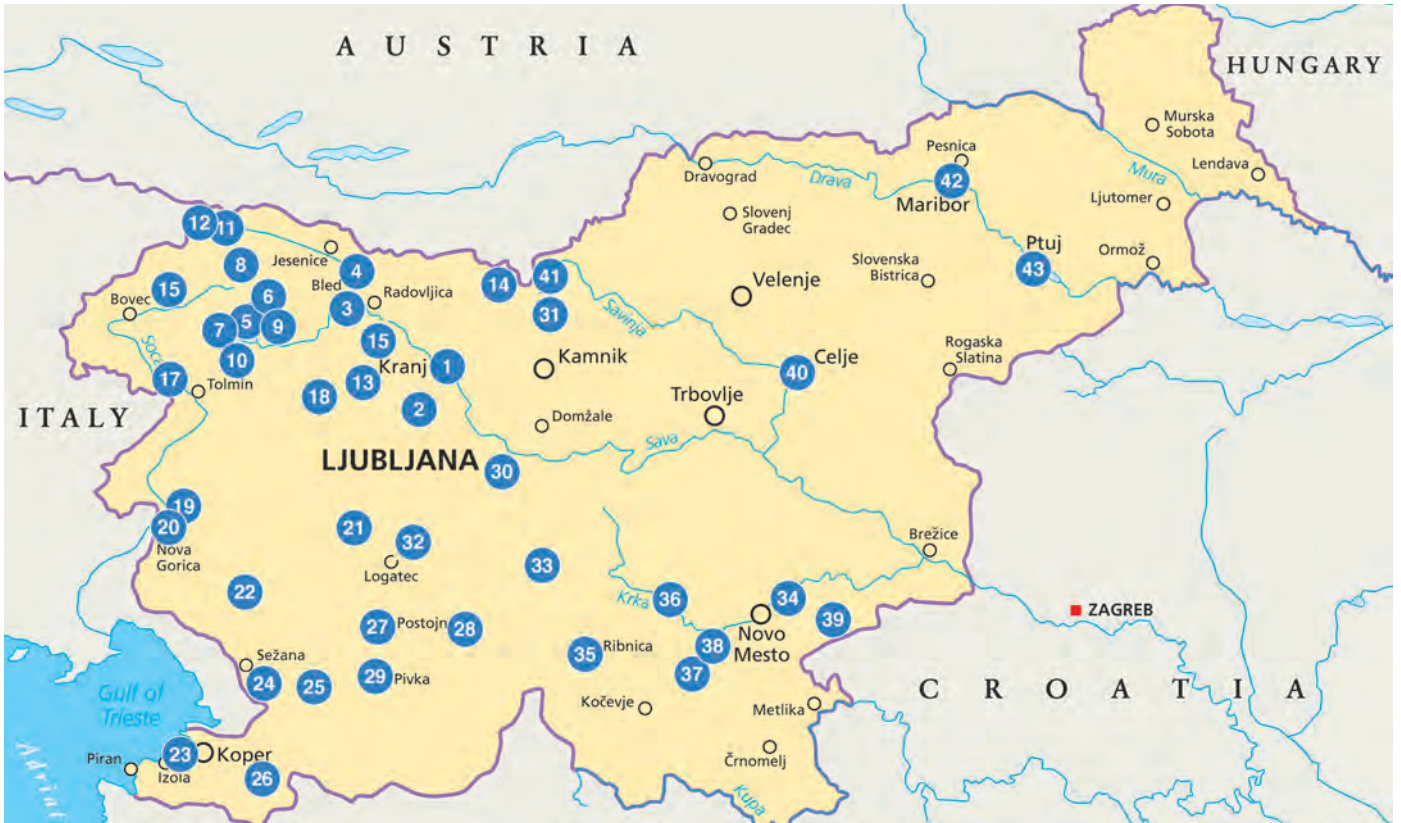 AUSTRIA
HUNGARY
Murska
Sobota
Pesnica
Lendava
Dravograd
Drava
42
Mura
Maribor
Ljutomer
Slovenj
Gradec
12
11
Jesenice
8
4
14
41
Ptuj
43
Ormož
Slovenska
Bistrica
Velenje
15
6
Bled
Radovljica
3
Bovec
31
Savinja
7
5
9
Soča
15
10
Kranj
1
Kamnik
Celje
40
Rogaska
Slatina
17
Tolmin
13
18
2
Trbovlje
ITALY
Domžale
Sava
LJUBLJANA
30
19
20
Nova
Gorica
21
32
Logatec
33
Brežice
22
Krka
36
34
39
ZAGREB
27
Postojn
28
Novo
Mesto
38
35
Ribnica
37
Sežana
24
25
29
Pivka
Gulf of
Trieste
CROATIA
Kočevje
Metlika
Adriat
Piran
23
Izola
Koper
26
Črnomelj
Kupa